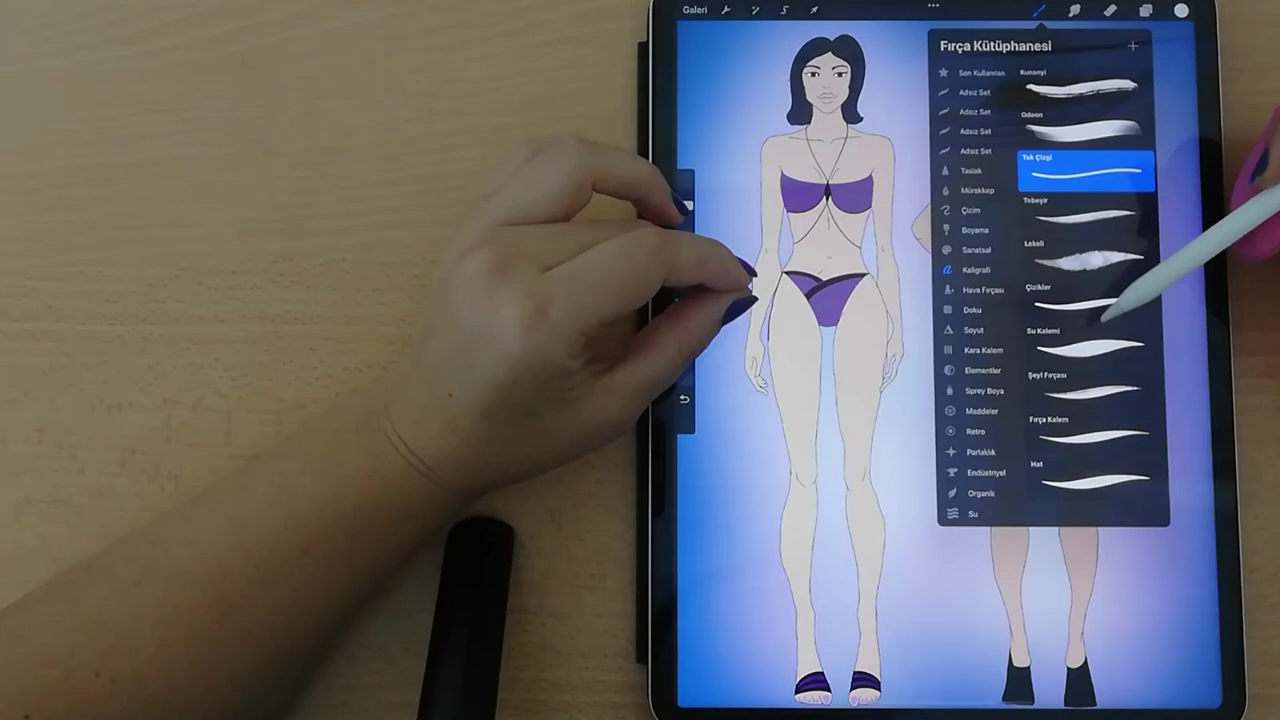 Galeri
Fırça Kütüphanesi
Son Kullanılan
Adsız Set
Adsız Set
Adsız Set
Adsız Set
Taslak
Mürekkep
Çizim
Boyama
Sanatsal
Kaligrafi
Hava Fırçası
Doku
Soyut
Kara Kalem
Elementler
Sprey Boya
Maddeler
Retro
Parlaklık
Endüstriyel
Organik
Su
Kunanyi
Odeon
Tek Çizgi
Tebeşir
Lekeli
Çizikler
Su Kalemi
Şeyl Fırçası
Fırça Kalem
Hat